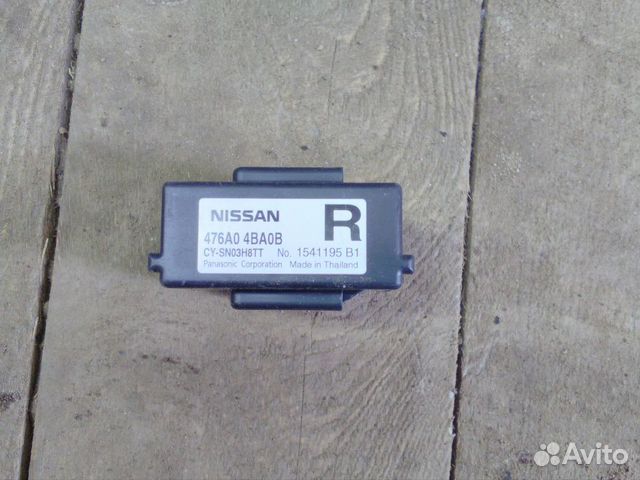 NISSAN
R
476A0 4BA0B
CY-SN03H8TT No. 1541195 B1
Panasonic Corporation Made in Thailand
Avito